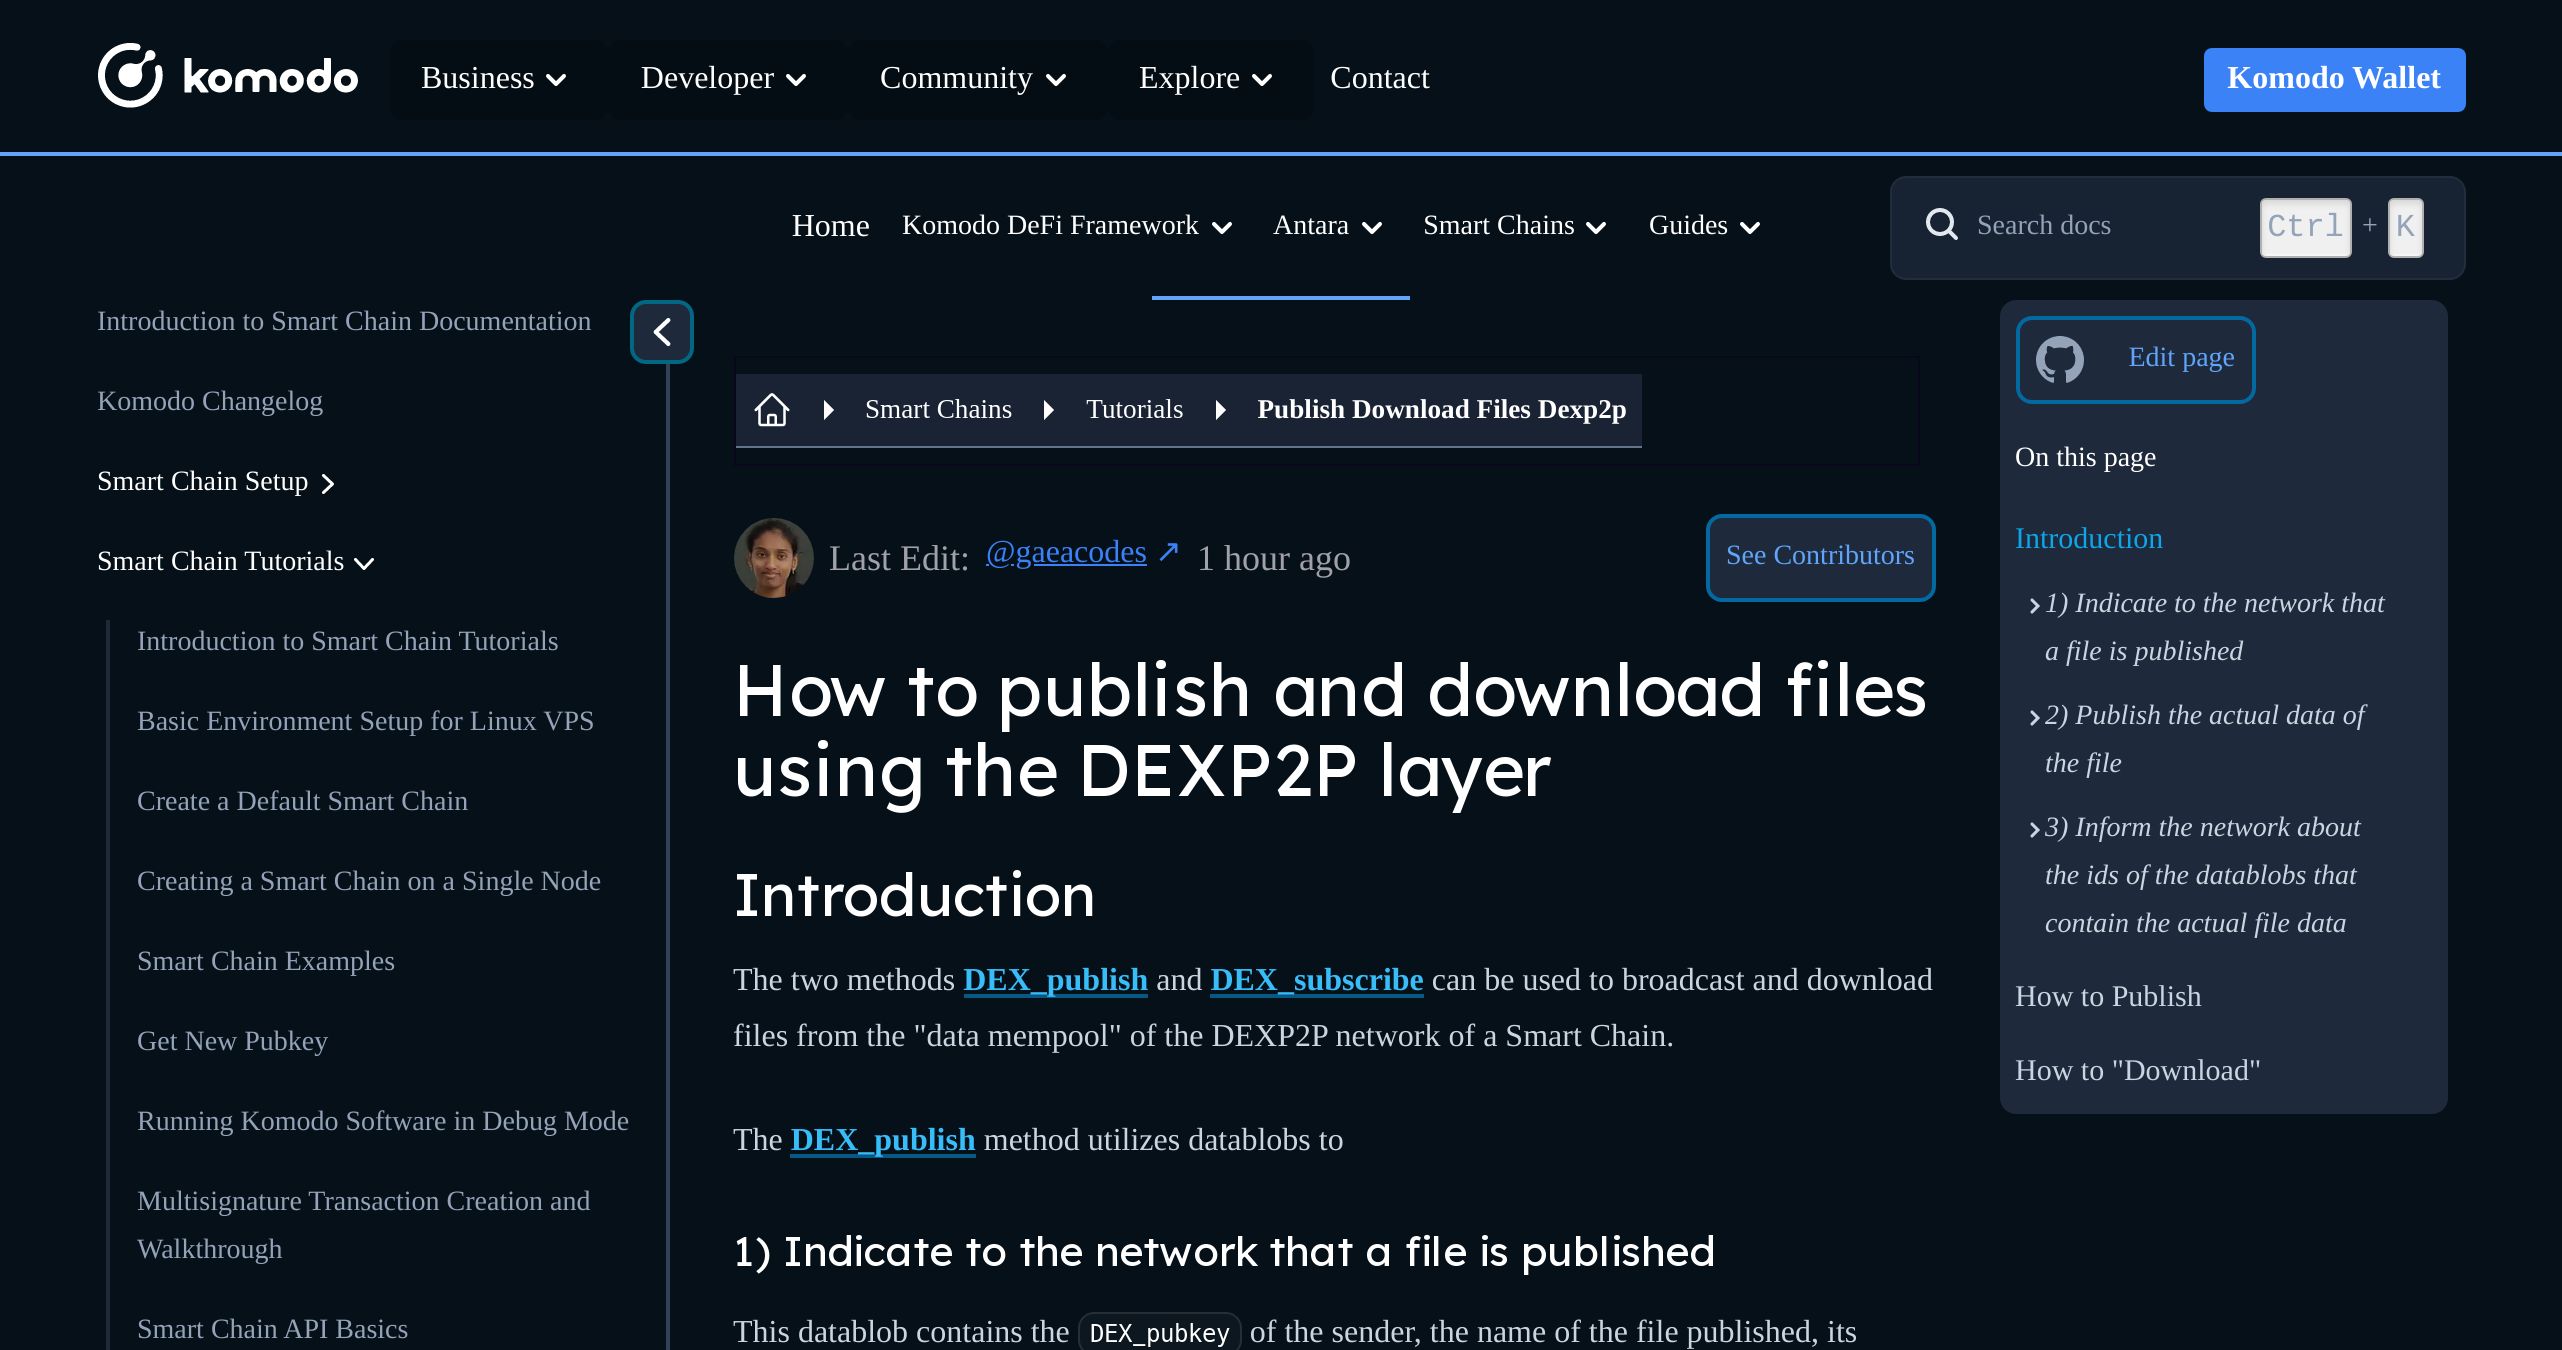 komodo
Business
Developer
Community
Explore
Contact
Komodo Wallet
Home
Komodo DeFi Framework
Antara
Smart Chains
Guides
Search docs
Ctrl + K
Introduction to Smart Chain Documentation
Komodo Changelog
Smart Chain Setup
Smart Chain Tutorials
Introduction to Smart Chain Tutorials
Basic Environment Setup for Linux VPS
Create a Default Smart Chain
Creating a Smart Chain on a Single Node
Smart Chain Examples
Get New Pubkey
Running Komodo Software in Debug Mode
Multisignature Transaction Creation and
Walkthrough
Smart Chain API Basics
Smart Chains
Tutorials
Publish Download Files Dexp2p
Last Edit: @gaeacodes ↗ 1 hour ago
See Contributors
How to publish and download files
using the DEXP2P layer
Introduction
The two methods DEX_publish and DEX_subscribe can be used to broadcast and download
files from the "data mempool" of the DEXP2P network of a Smart Chain.
The DEX_publish method utilizes datablobs to
1) Indicate to the network that a file is published
This datablob contains the DEX_pubkey of the sender, the name of the file published, its
Edit page
On this page
Introduction
1) Indicate to the network that
a file is published
2) Publish the actual data of
the file
3) Inform the network about
the ids of the datablobs that
contain the actual file data
How to Publish
How to "Download"